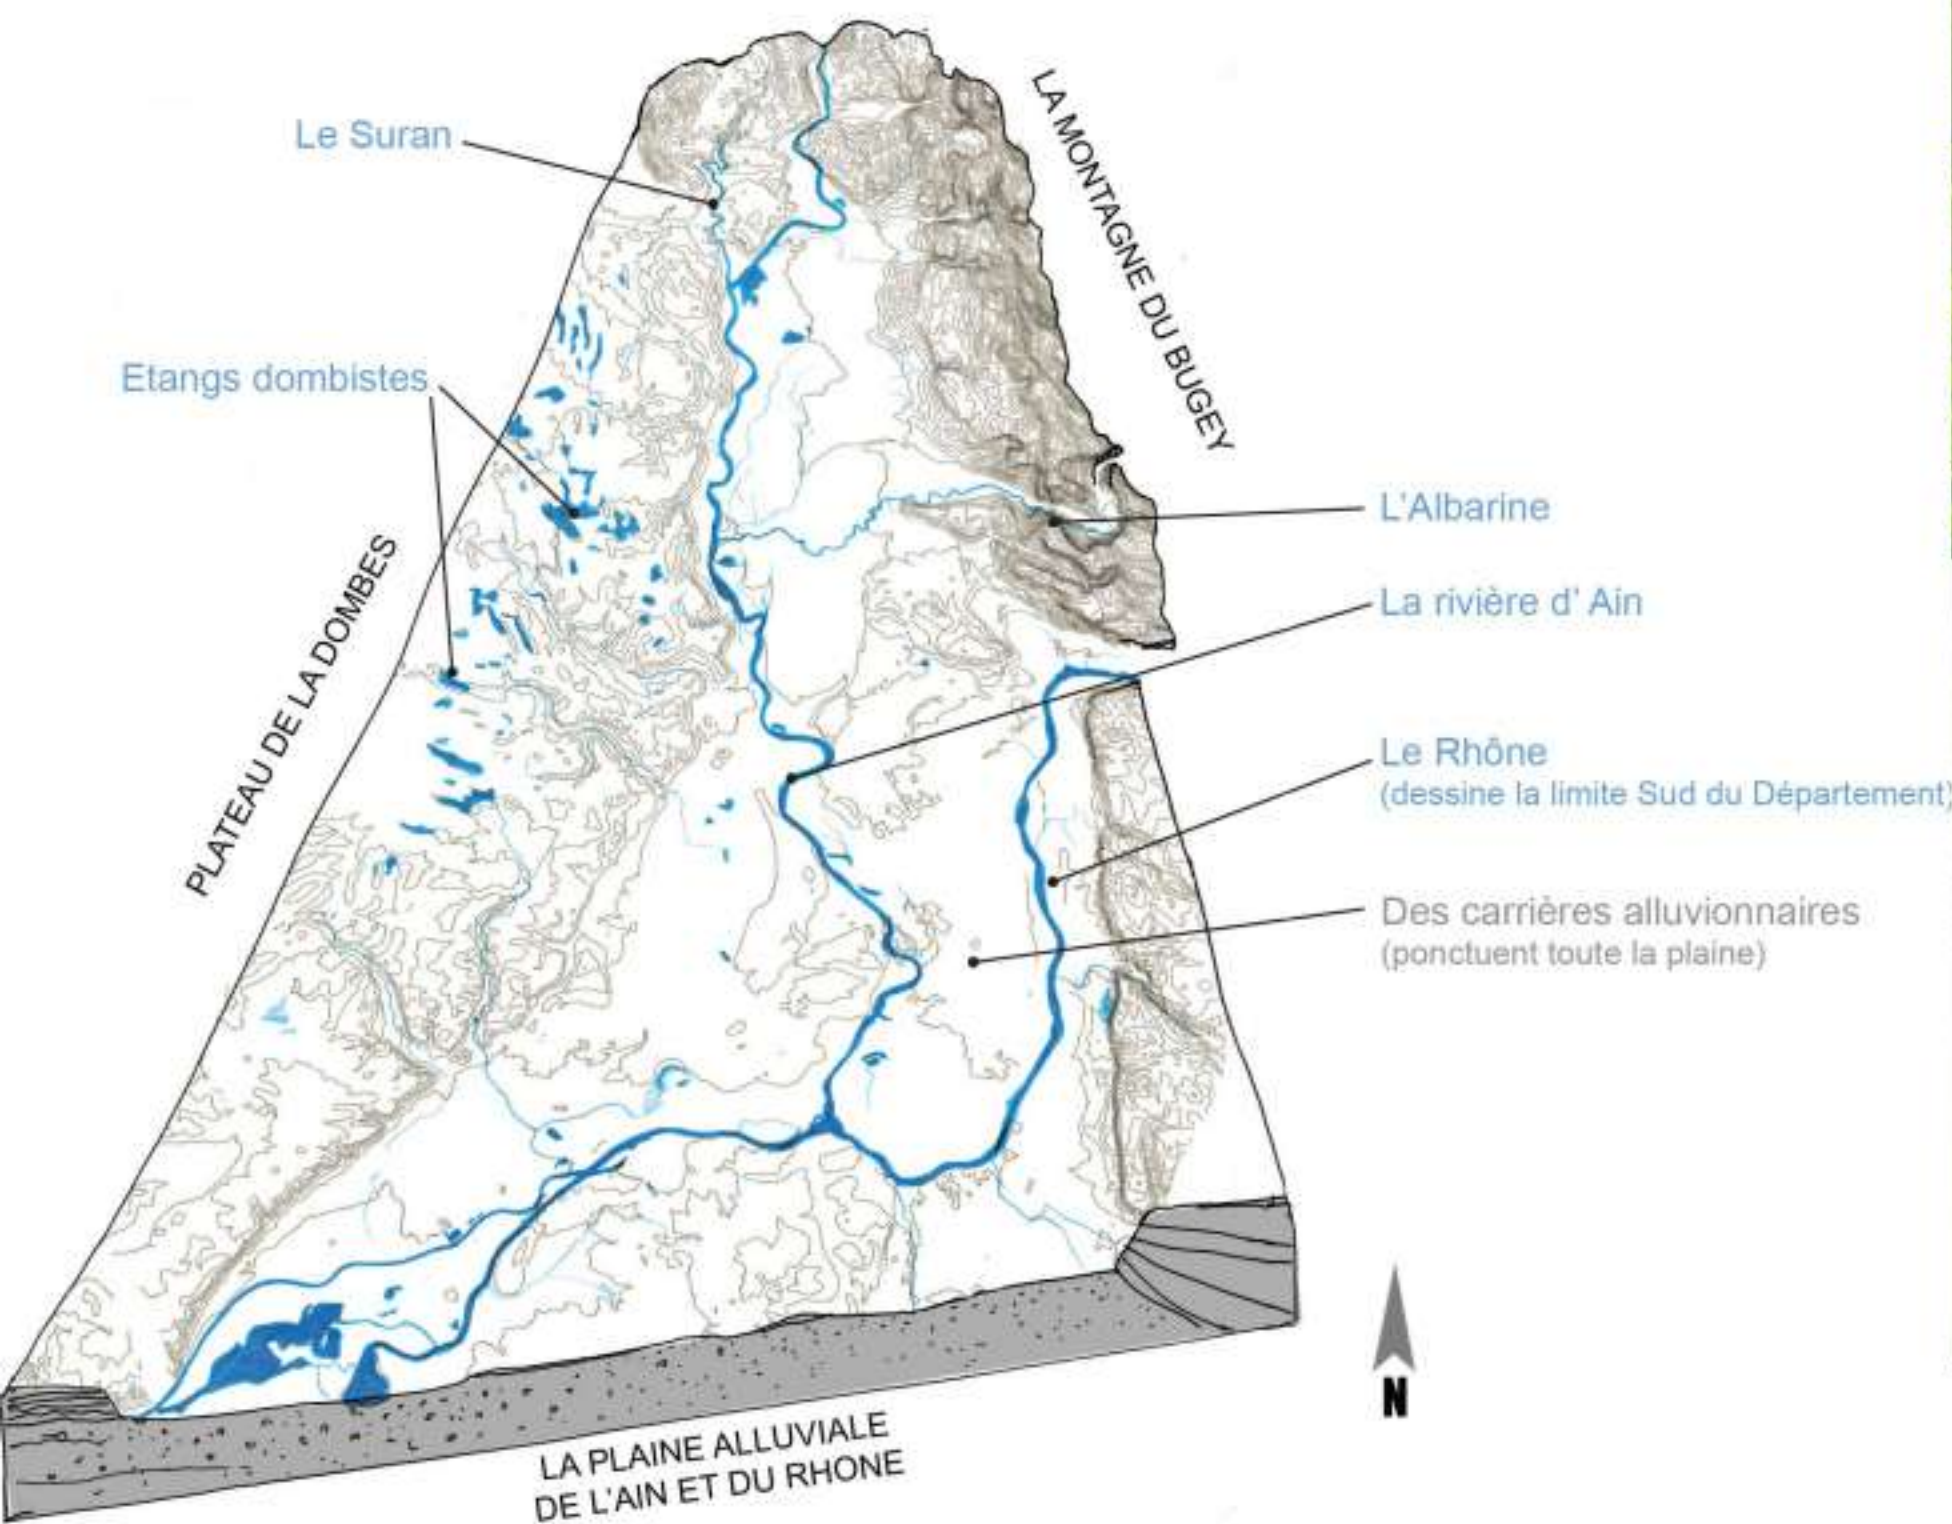 LA MONTAGNE DU BUGEY
Le Suran
Etangs dombistes
L'Albarine
PLATEAU DE LA DOMBES
La rivière d' Ain
Le Rhône
(dessine la limite Sud du Département)
Des carrières alluvionnaires
(ponctuent toute la plaine)
N
LA PLAINE ALLUVIALE
DE L'AIN ET DU RHONE